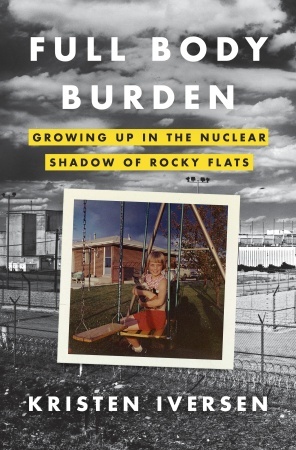 FULL BODY
BURDEN
GROWING UP IN THE NUCLEAR
SHADOW OF ROCKY FLATS
KRISTEN IVERSEN